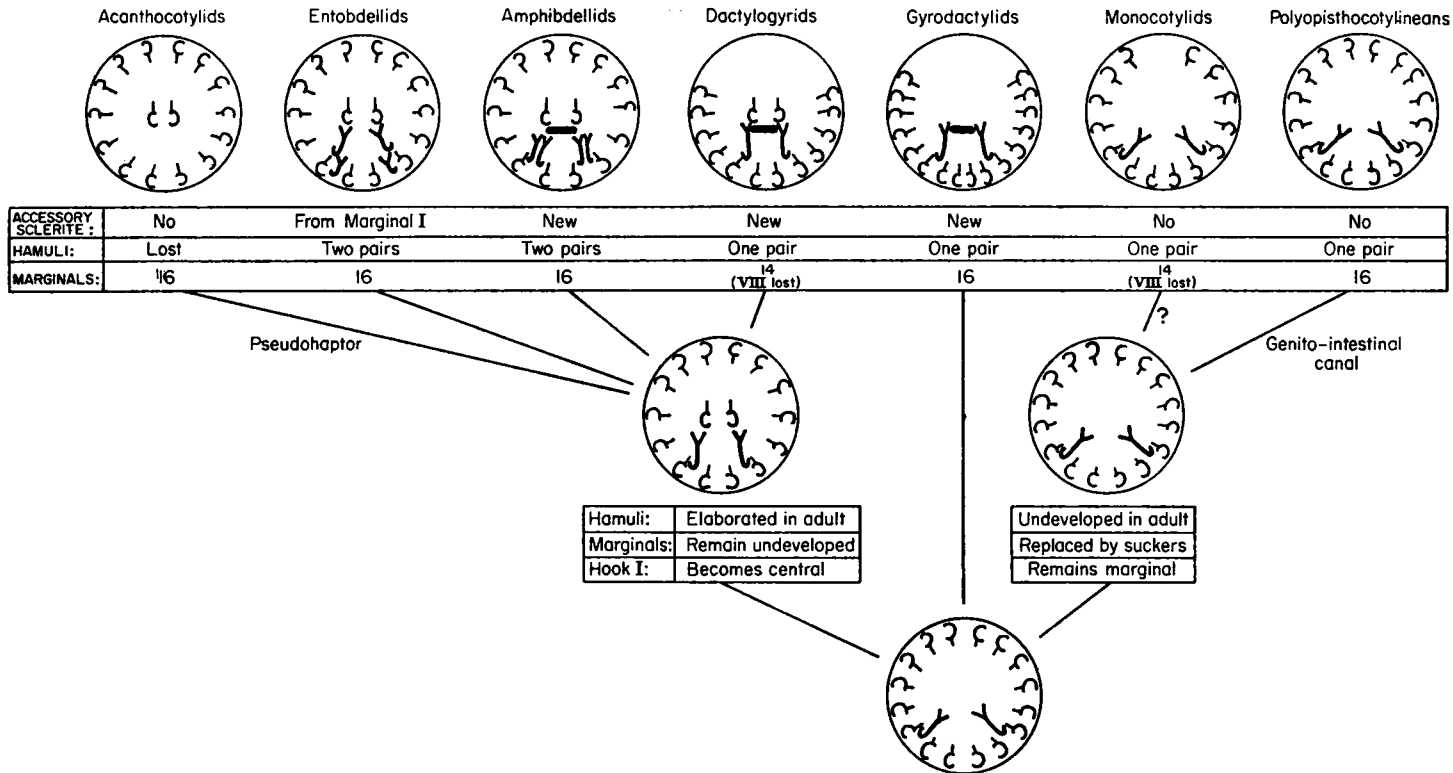 Acanthocotylids Entobdellids Amphibdellids Dactylogyrids Gyrodactylids Monocotylids Polyopisthocotylineans
ACCESSORY SCLERITE: No From Marginal I New New New No No
HAMULI: Lost Two pairs Two pairs One pair One pair One pair One pair
MARGINALS: 16 16 16 14 (VIII lost) 16 14 (VIII lost) 16
?
Pseudohaptor
Genito-intestinal
canal
Hamuli: Elaborated in adult
Marginals: Remain undeveloped
Hook I: Becomes central
Undeveloped in adult
Replaced by suckers
Remains marginal